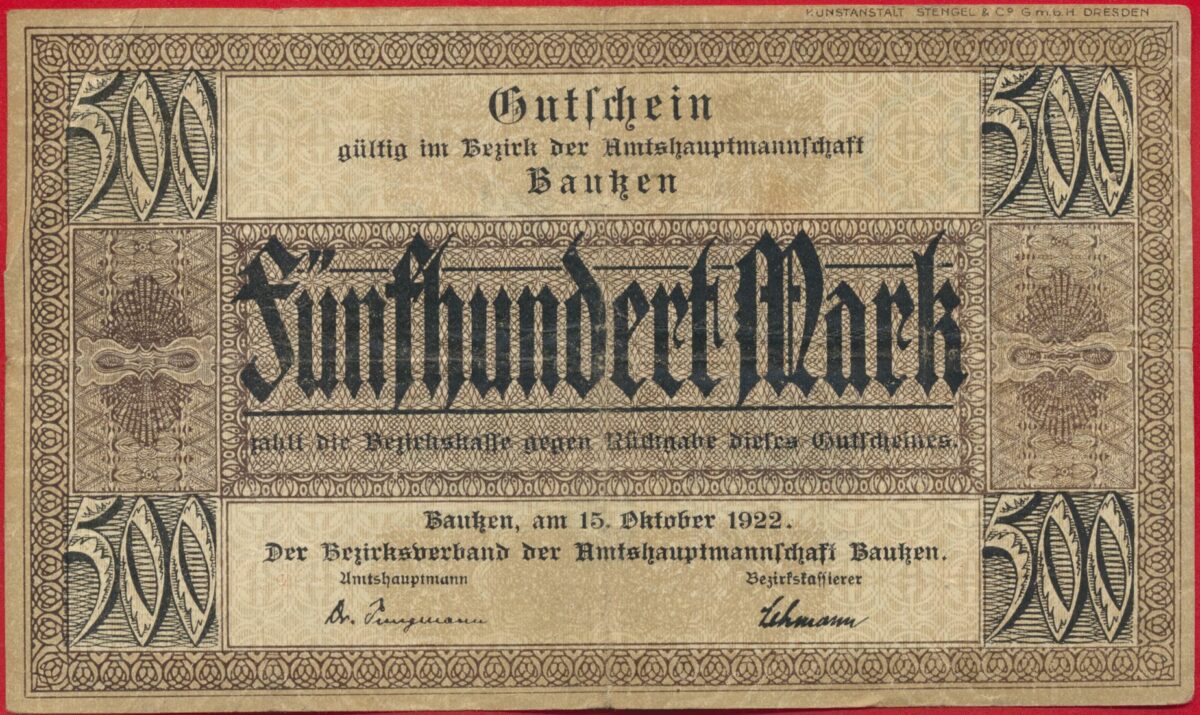 KUNSTANSTALT STENGEL & Cº G.m.b.H. DRESDEN
500 500
Gutschein
gültig im Bezirk der Amtshauptmannschaft
Bautzen
Fünfhundert Mark
zahlt die Bezirkskasse gegen Rückgabe dieses Gutscheines.
500 500
Bautzen, am 15. Oktober 1922.
Der Bezirksverband der Amtshauptmannschaft Bautzen.
Amtshauptmann Bezirkskassierer
Dr. Lehmann